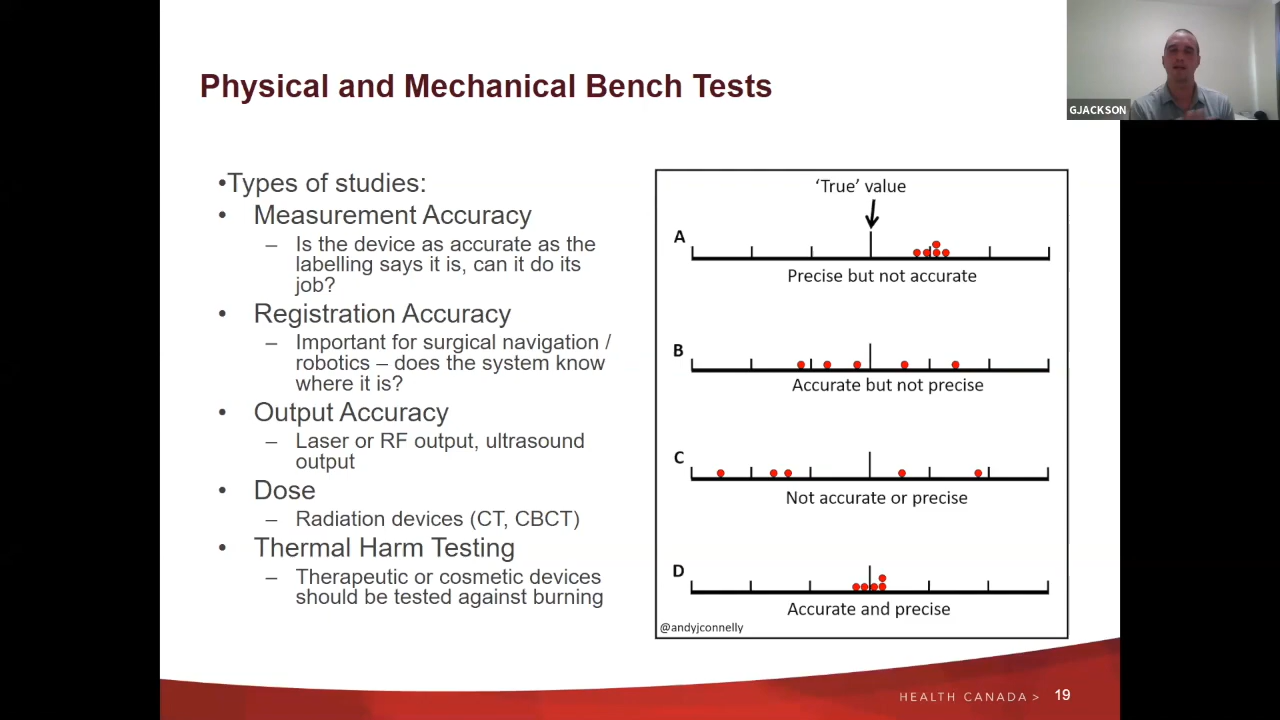 Physical and Mechanical Bench Tests
GJACKSON
•Types of studies:
• Measurement Accuracy
– Is the device as accurate as the
labelling says it is, can it do its
job?
• Registration Accuracy
– Important for surgical navigation /
robotics – does the system know
where it is?
• Output Accuracy
– Laser or RF output, ultrasound
output
• Dose
– Radiation devices (CT, CBCT)
• Thermal Harm Testing
– Therapeutic or cosmetic devices
should be tested against burning
‘True’ value
A
Precise but not accurate
B
Accurate but not precise
C
Not accurate or precise
D
Accurate and precise
@andyjconnelly
HEALTH CANADA > 19